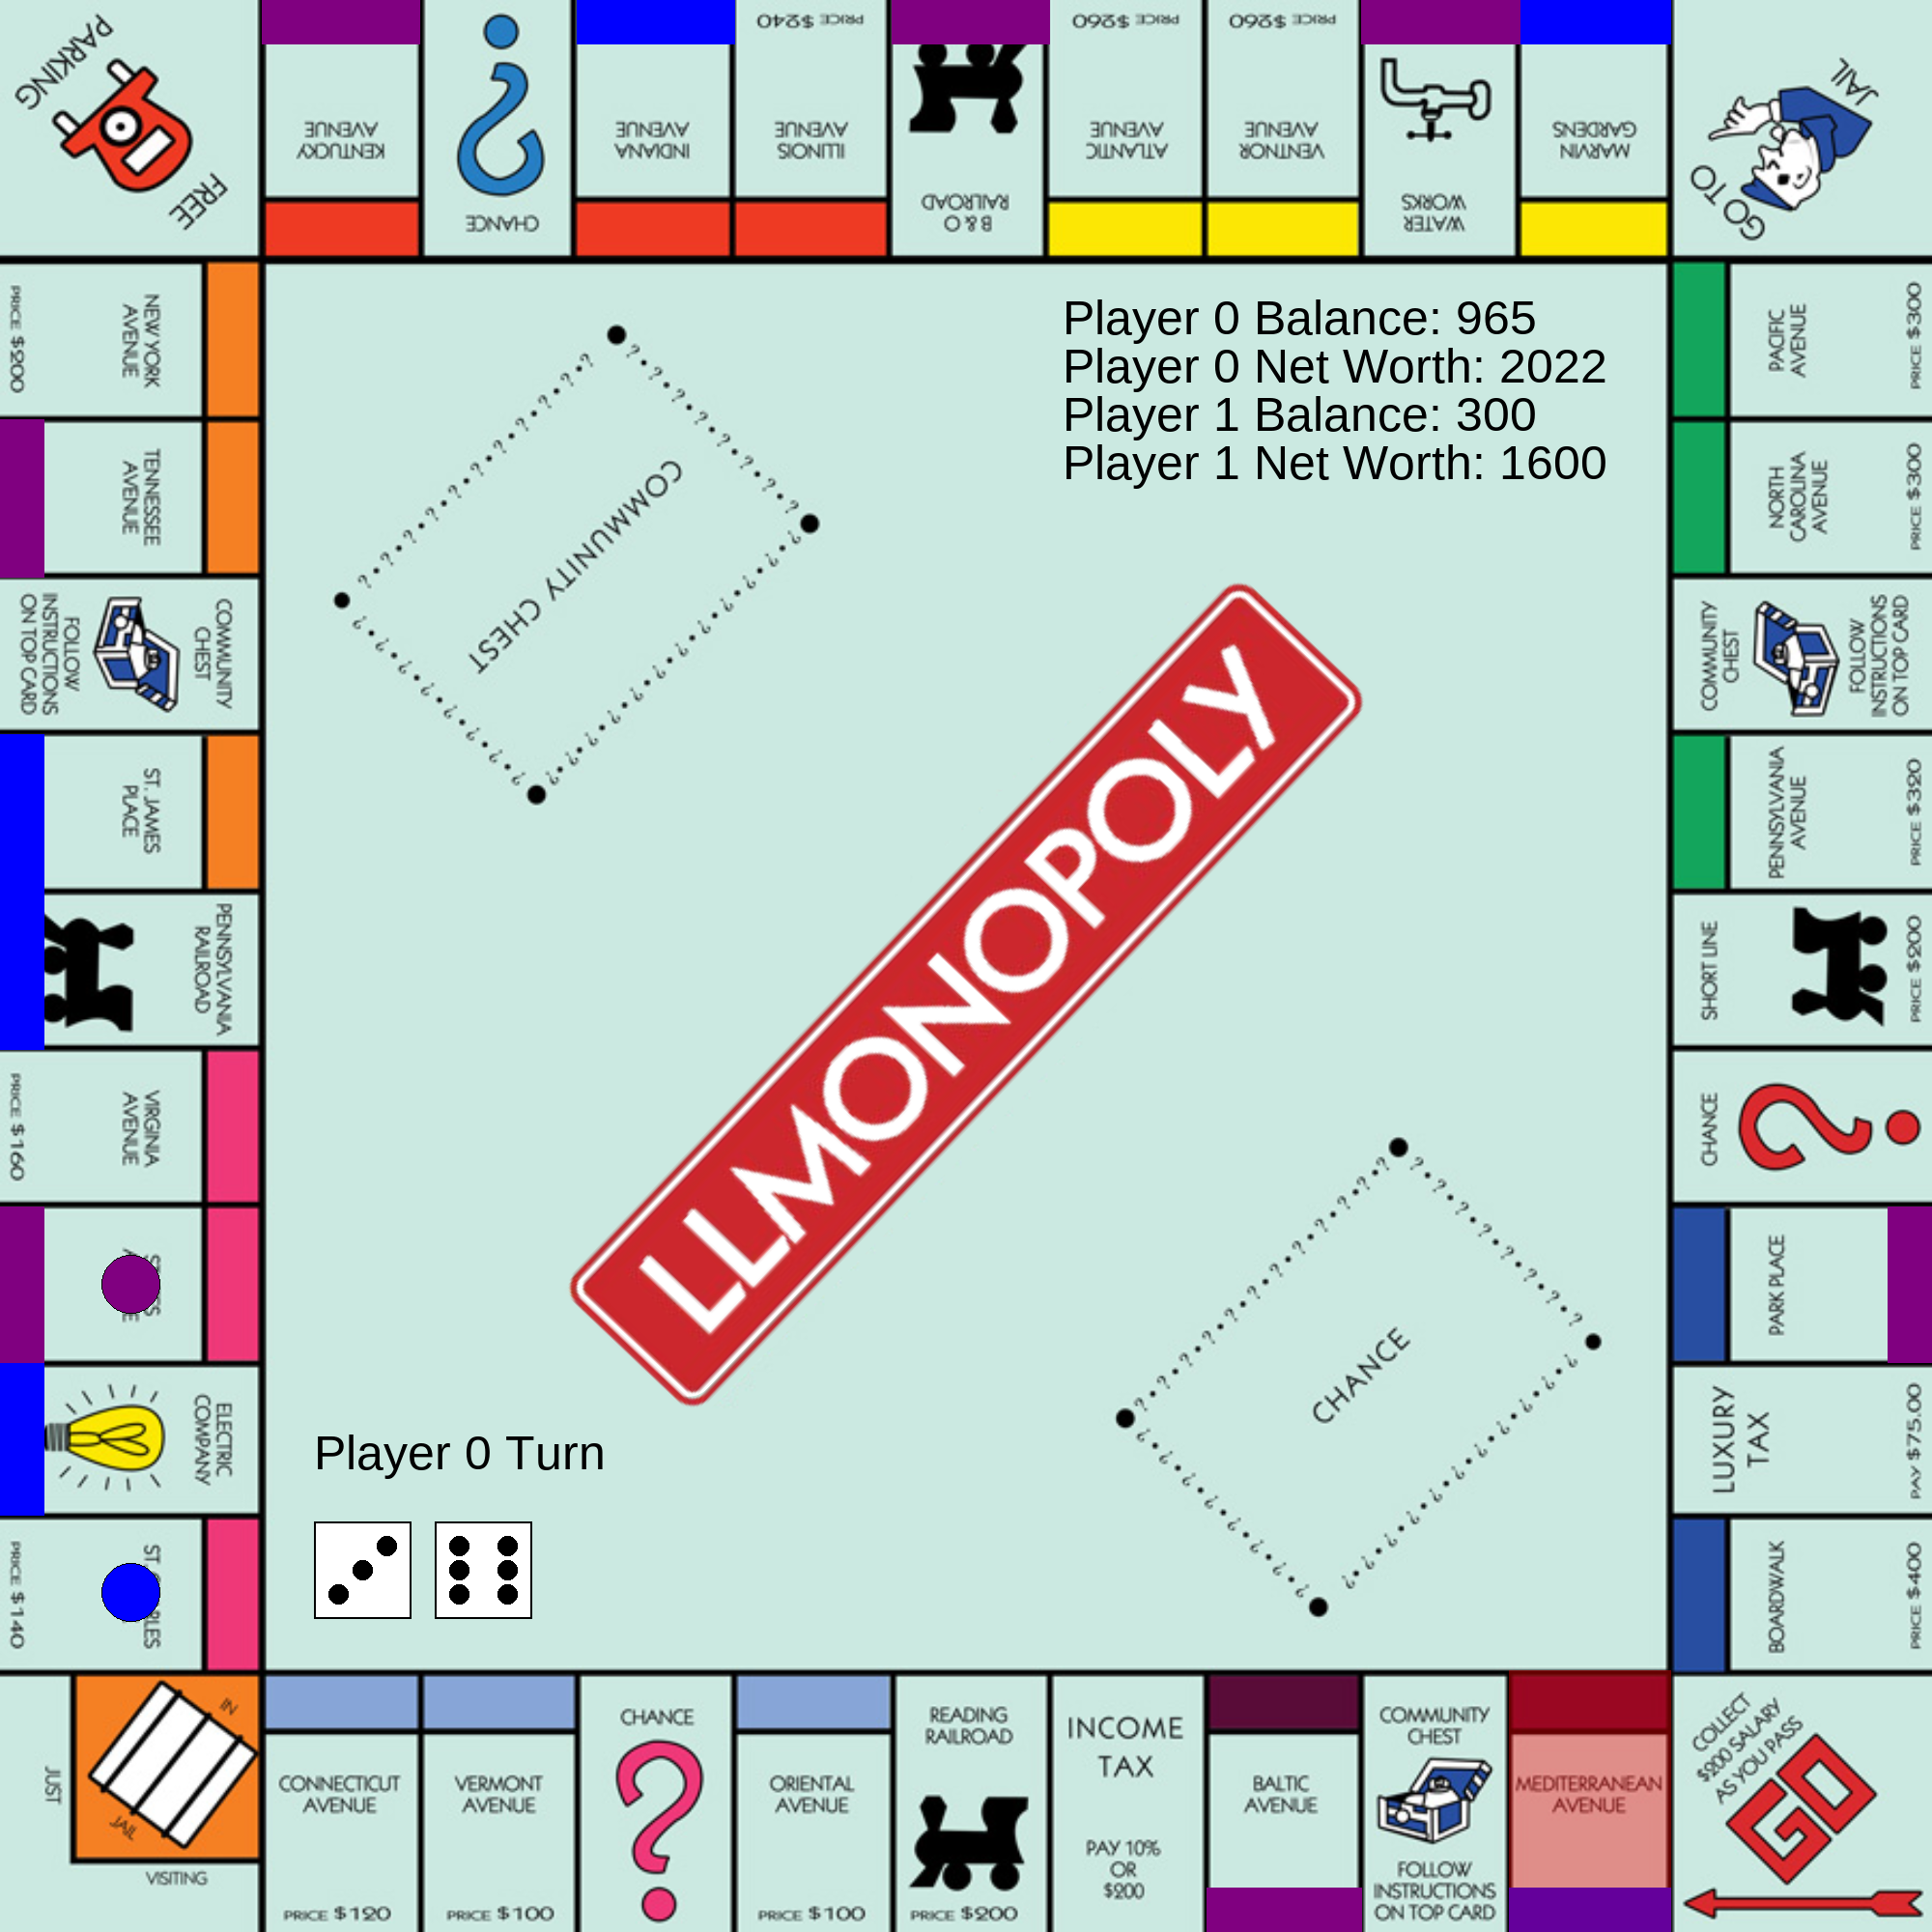 FREE
PARKING
KENTUCKY
AVENUE
CHANCE
INDIANA
AVENUE
ILLINOIS
AVENUE
PRICE $240
B & O
RAILROAD
ATLANTIC
AVENUE
PRICE $260
VENTNOR
AVENUE
PRICE $260
WATER
WORKS
MARVIN
GARDENS
GO TO
JAIL
NEW YORK
AVENUE
PRICE $200
TENNESSEE
AVENUE
COMMUNITY
CHEST
FOLLOW
INSTRUCTIONS
ON TOP CARD
ST. JAMES
PLACE
PENNSYLVANIA
RAILROAD
VIRGINIA
AVENUE
PRICE $160
ELECTRIC
COMPANY
ST.
PRICE $140
Player 0 Balance: 965
Player 0 Net Worth: 2022
Player 1 Balance: 300
Player 1 Net Worth: 1600
COMMUNITY CHEST
LLMONOPOLY
CHANCE
Player 0 Turn
PACIFIC
AVENUE
PRICE $300
NORTH
CAROLINA
AVENUE
PRICE $300
COMMUNITY
CHEST
FOLLOW
INSTRUCTIONS
ON TOP CARD
PENNSYLVANIA
AVENUE
PRICE $320
SHORT LINE
PRICE $200
CHANCE
PARK PLACE
LUXURY
TAX
PAY $75.00
BOARDWALK
PRICE $400
IN
JAIL
JUST
VISITING
CONNECTICUT
AVENUE
PRICE $120
VERMONT
AVENUE
PRICE $100
CHANCE
ORIENTAL
AVENUE
PRICE $100
READING
RAILROAD
PRICE $200
INCOME
TAX
PAY 10%
OR
$200
BALTIC
AVENUE
COMMUNITY
CHEST
FOLLOW
INSTRUCTIONS
ON TOP CARD
MEDITERRANEAN
AVENUE
COLLECT
$200 SALARY
AS YOU PASS
GO